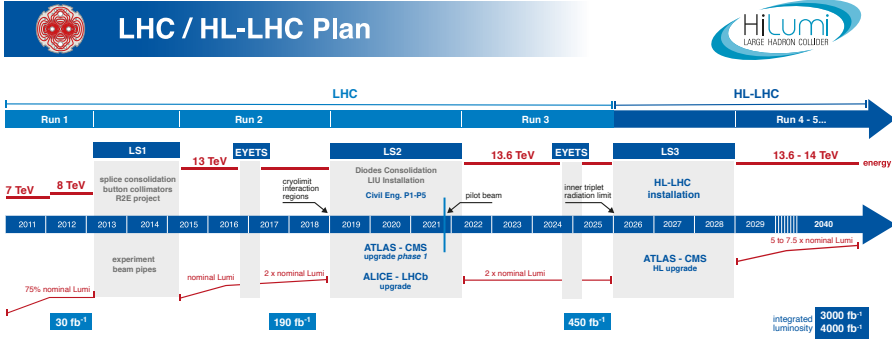 LHC / HL-LHC Plan
HiLumi
LARGE HADRON COLLIDER
LHC
HL-LHC
Run 1
Run 2
Run 3
Run 4 - 5...
LS1
EYETS
LS2
EYETS
LS3
7 TeV
8 TeV
13 TeV
13.6 TeV
13.6 - 14 TeV
energy
splice consolidation
button collimators
R2E project
cryolimit
interaction
regions
Diodes Consolidation
LIU Installation
Civil Eng. P1-P5
pilot beam
inner triplet
radiation limit
HL-LHC
installation
2011 2012 2013 2014 2015 2016 2017 2018 2019 2020 2021 2022 2023 2024 2025 2026 2027 2028 2029 2040
experiment
beam pipes
ATLAS - CMS
upgrade phase 1
ALICE - LHCb
upgrade
ATLAS - CMS
HL upgrade
5 to 7.5 x nominal Lumi
75% nominal Lumi
nominal Lumi
2 x nominal Lumi
2 x nominal Lumi
30 fb⁻¹
190 fb⁻¹
450 fb⁻¹
integrated
luminosity
3000 fb⁻¹
4000 fb⁻¹